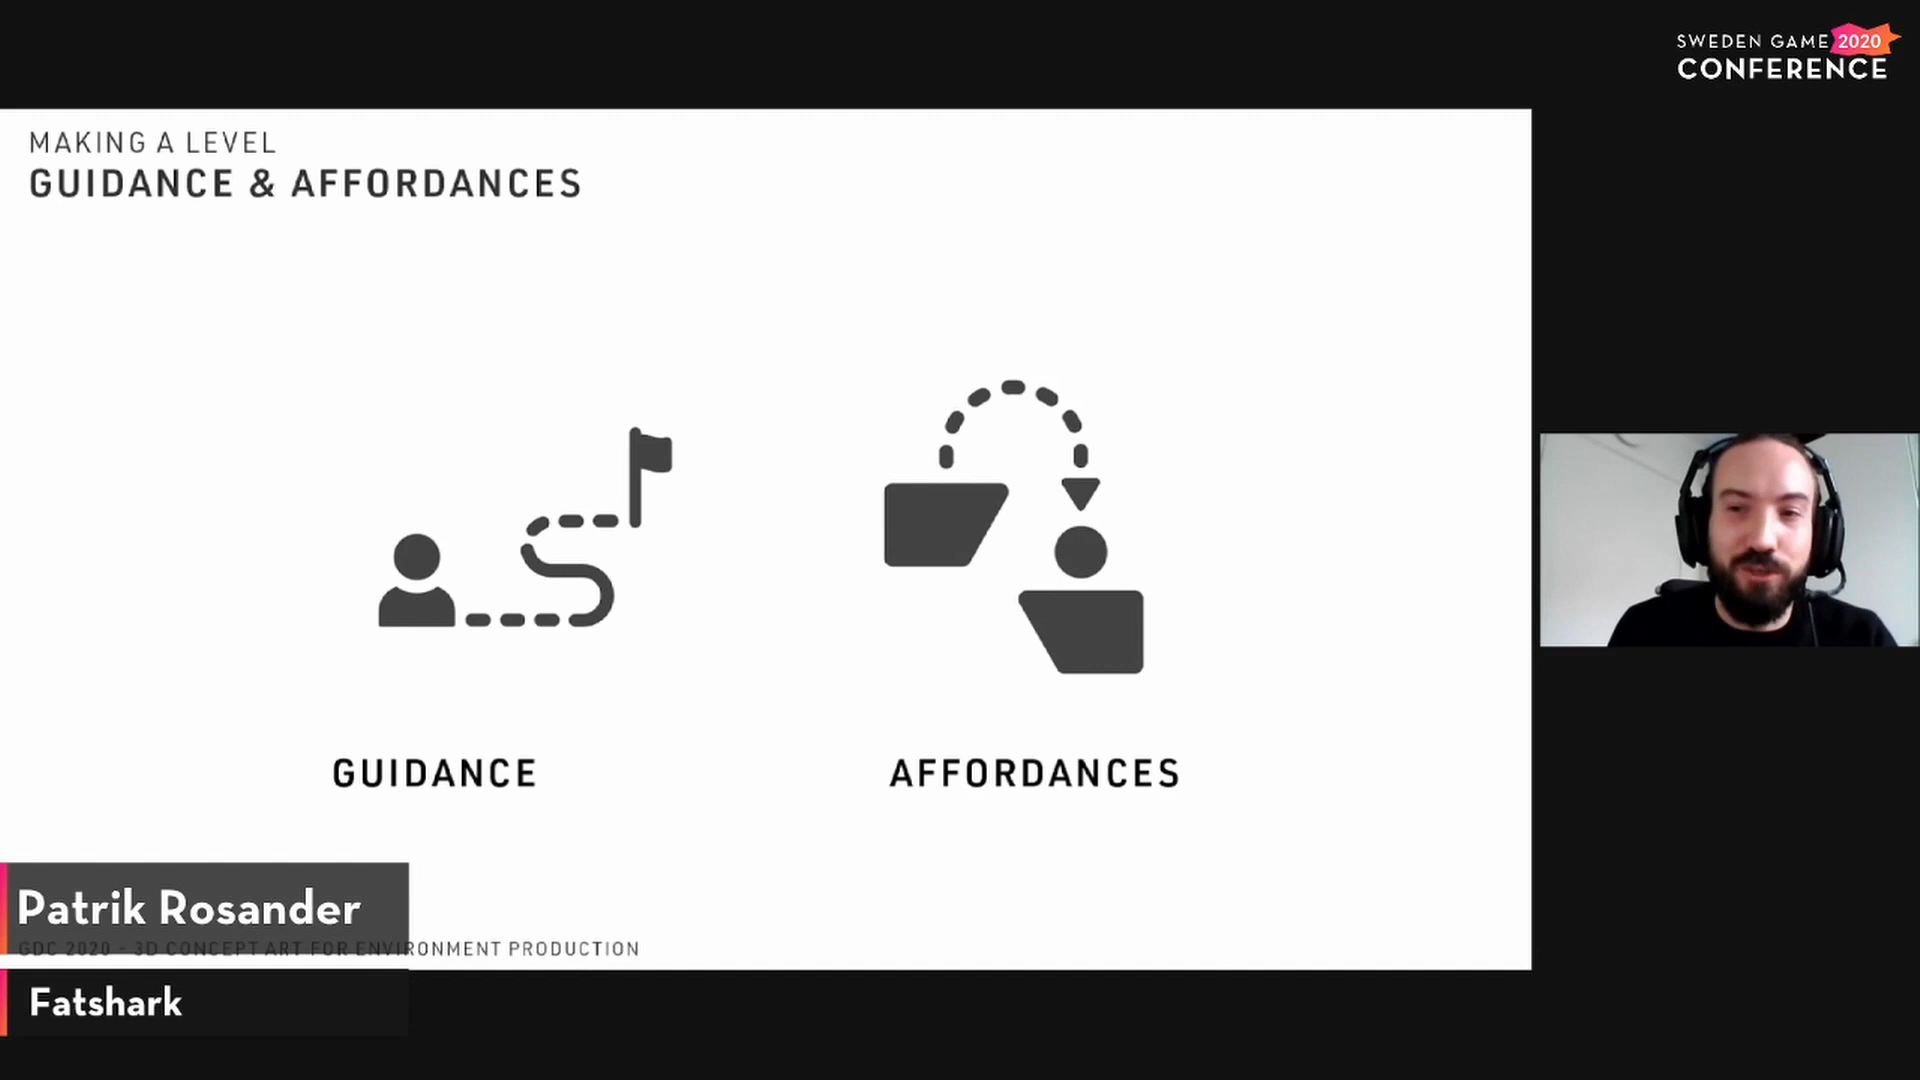 SWEDEN GAME 2020
CONFERENCE
MAKING A LEVEL
GUIDANCE & AFFORDANCES
GUIDANCE
AFFORDANCES
Patrik Rosander
GDC 2020 - 3D CONCEPT ART FOR ENVIRONMENT PRODUCTION
Fatshark